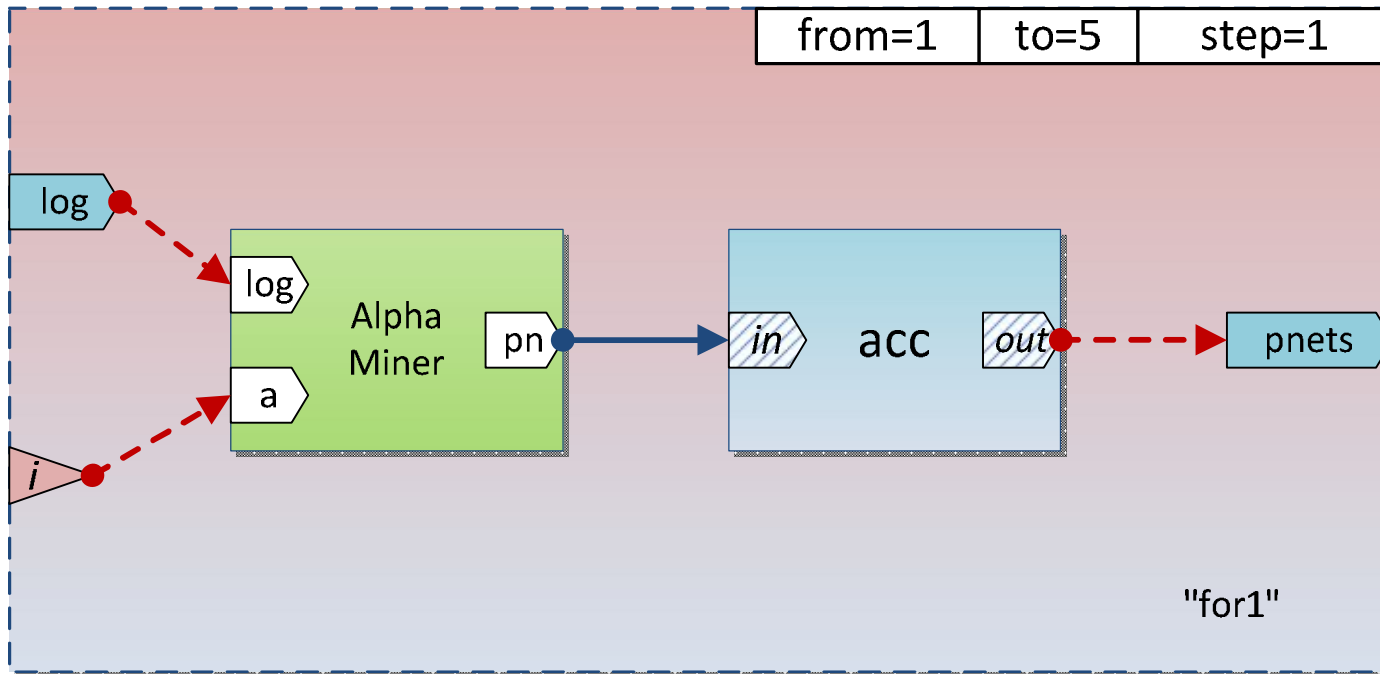 from=1 to=5 step=1
log
log
Alpha
Miner
pn
in
acc
out
pnets
a
i
"for1"